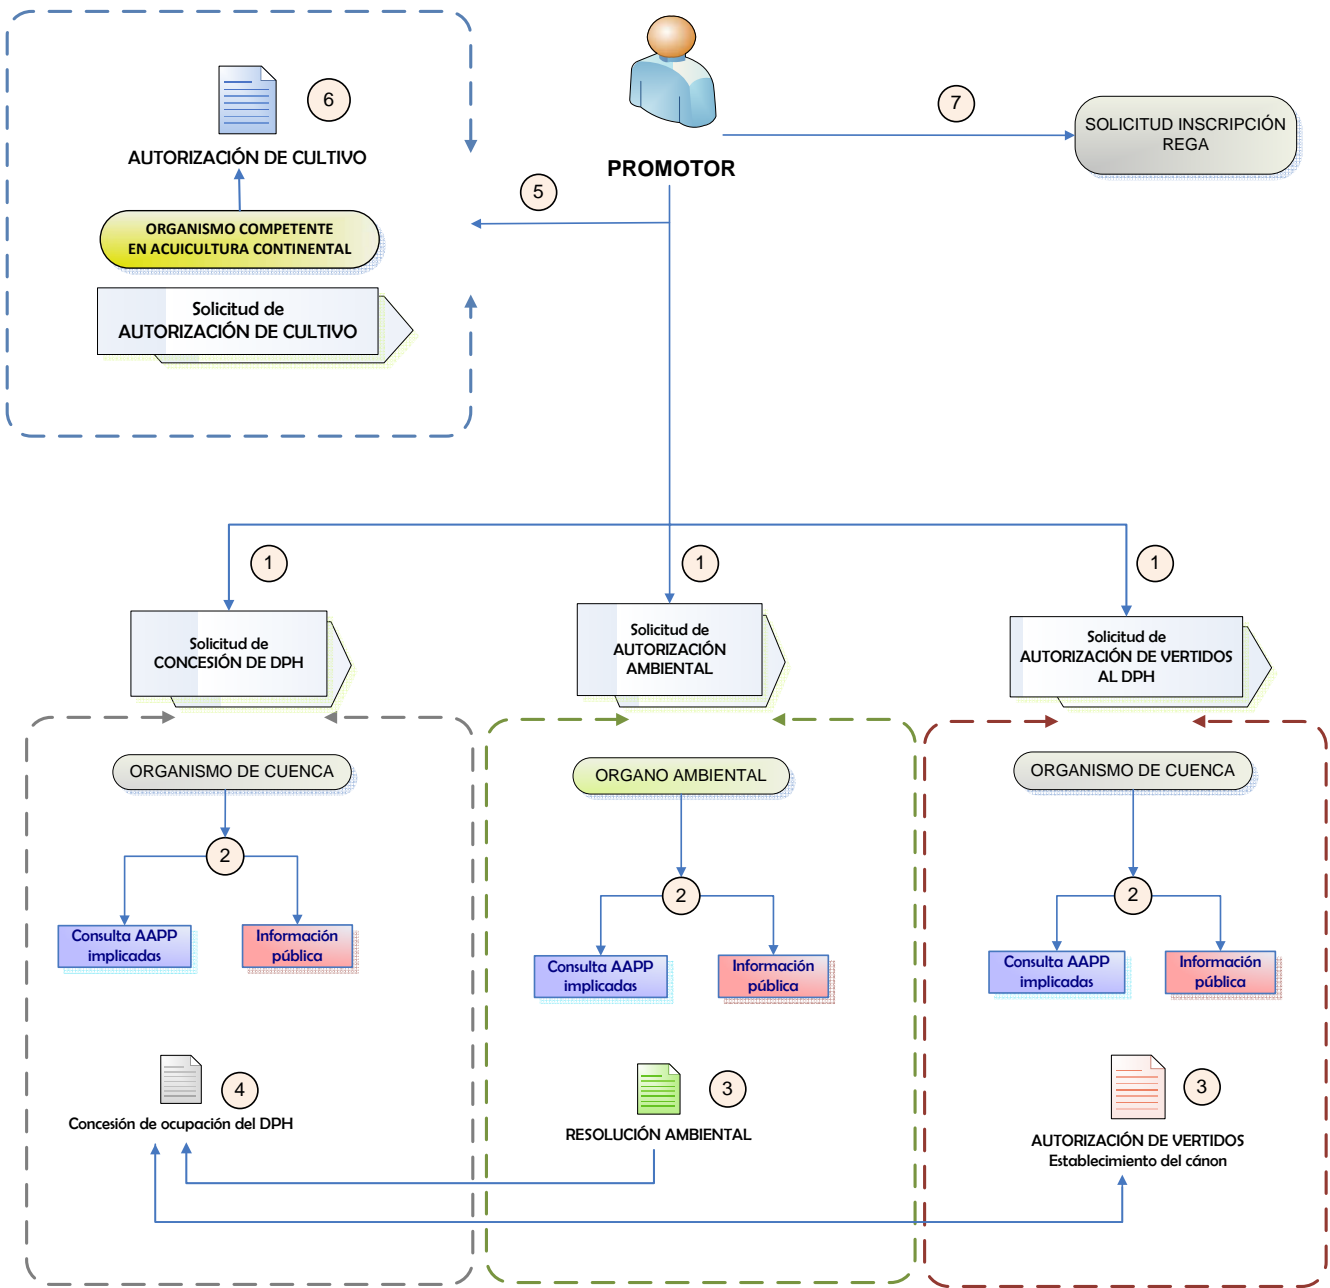 6
AUTORIZACIÓN DE CULTIVO
ORGANISMO COMPETENTE
EN ACUICULTURA CONTINENTAL
Solicitud de
AUTORIZACIÓN DE CULTIVO
PROMOTOR
5
7
SOLICITUD INSCRIPCIÓN
REGA
1
1
1
Solicitud de
CONCESIÓN DE DPH
Solicitud de
AUTORIZACIÓN
AMBIENTAL
Solicitud de
AUTORIZACIÓN DE VERTIDOS
AL DPH
ORGANISMO DE CUENCA
2
Consulta AAPP
implicadas
Información
pública
4
Concesión de ocupación del DPH
ORGANO AMBIENTAL
2
Consulta AAPP
implicadas
Información
pública
3
RESOLUCIÓN AMBIENTAL
ORGANISMO DE CUENCA
2
Consulta AAPP
implicadas
Información
pública
3
AUTORIZACIÓN DE VERTIDOS
Establecimiento del cánon